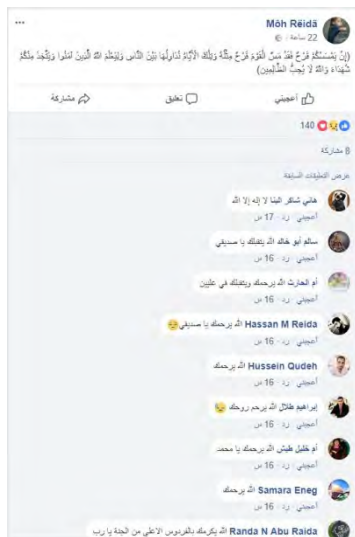 Mòh Rëidā
22 ساعة
(إِن يَمْسَسْكُمْ قَرْحٌ فَقَدْ مَسَّ الْقَوْمَ قَرْحٌ مِّثْلُهُ وَتِلْكَ الْأَيَّامُ نُدَاوِلُهَا بَيْنَ النَّاسِ وَلِيَعْلَمَ اللَّهُ الَّذِينَ آمَنُوا وَيَتَّخِذَ مِنكُمْ
شُهَدَاءَ وَاللَّهُ لَا يُحِبُّ الظَّالِمِينَ)
أعجبني تعليق مشاركة
140
8 مشاركة
عرض التعليقات السابقة
هاني شاكر البنا لا إله إلا الله
أعجبني · رد · 17 س
سالم أبو خالد الله يتقبلك يا صديقي
أعجبني · رد · 16 س
أم الحارث الله يرحمك ويتقبلك في عليين
أعجبني · رد · 16 س
Hassan M Reida الله يرحمك يا صديقي
أعجبني · رد · 16 س
Hussein Qudeh الله يرحمك
أعجبني · رد · 16 س
إبراهيم طلال الله يرحم روحك
أعجبني · رد · 16 س
أم خليل طبش الله يرحمك يا محمد
أعجبني · رد · 16 س
Samara Eneg الله يرحمك
أعجبني · رد · 16 س
Randa N Abu Raida الله يكرمك بالفردوس الاعلى من الجنة يا رب